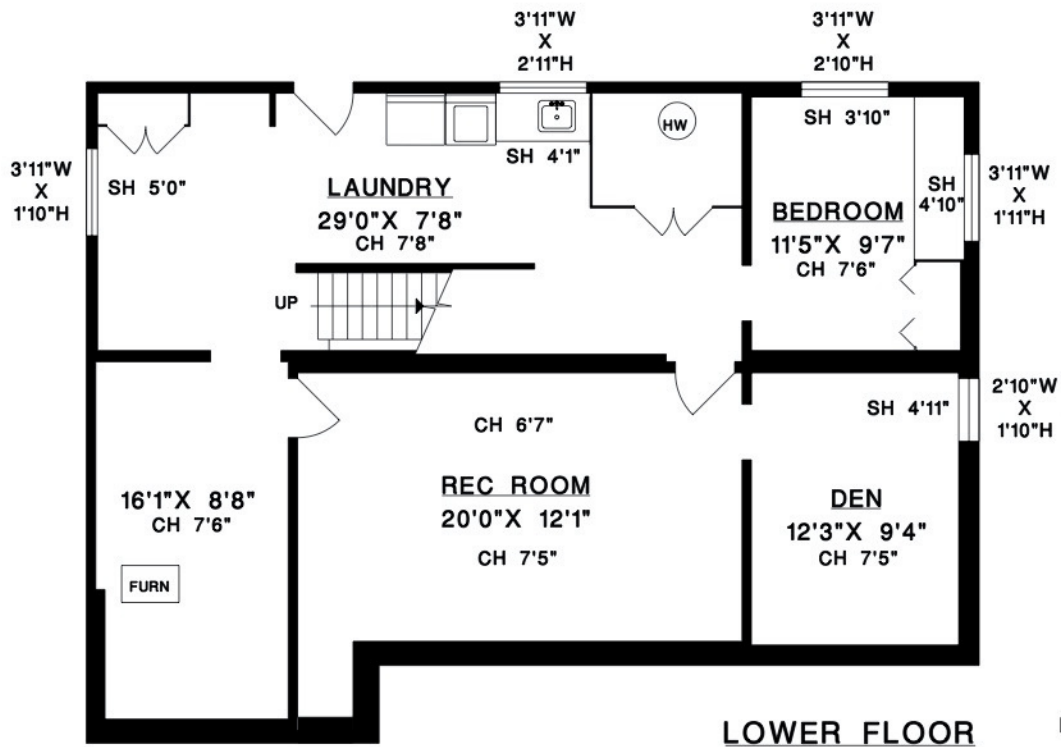 3'11"W
X
2'11"H
3'11"W
X
2'10"H
3'11"W
X
1'10"H
SH 5'0"
SH 4'1"
HW
SH 3'10"
SH
4'10"
3'11"W
X
1'11"H
LAUNDRY
29'0"X 7'8"
CH 7'8"
BEDROOM
11'5"X 9'7"
CH 7'6"
UP
16'1"X 8'8"
CH 7'6"
FURN
CH 6'7"
REC ROOM
20'0"X 12'1"
CH 7'5"
SH 4'11"
2'10"W
X
1'10"H
DEN
12'3"X 9'4"
CH 7'5"
LOWER FLOOR